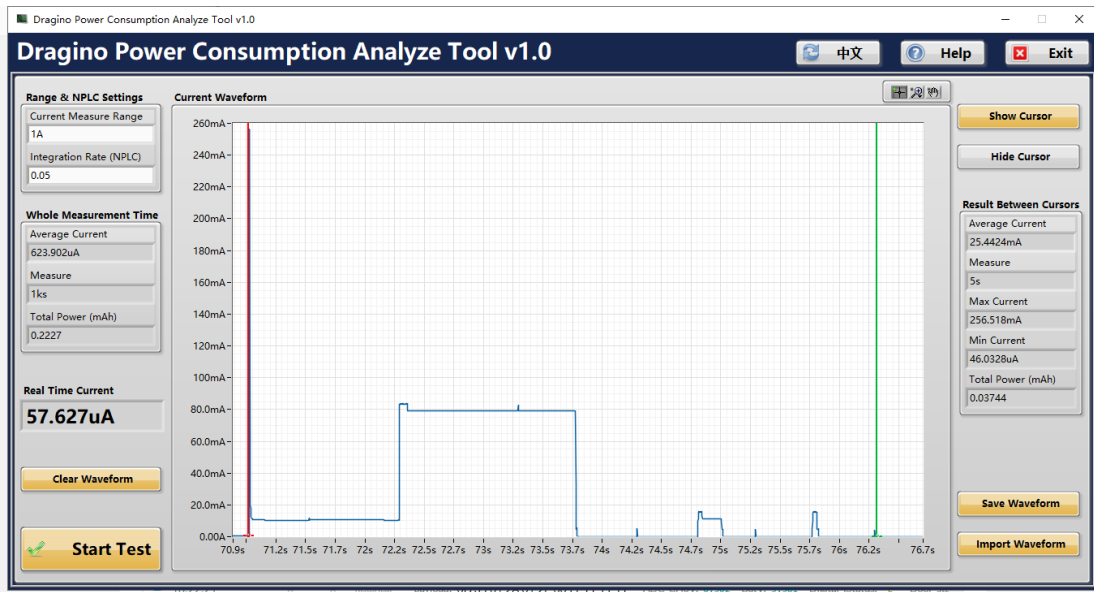 Dragino Power Consumption Analyze Tool v1.0
Dragino Power Consumption Analyze Tool v1.0
中文
Help
Exit
Range & NPLC Settings
Current Measure Range
1A
Integration Rate (NPLC)
0.05
Whole Measurement Time
Average Current
623.902uA
Measure
1ks
Total Power (mAh)
0.2227
Real Time Current
57.627uA
Clear Waveform
Start Test
Current Waveform
260mA
240mA
220mA
200mA
180mA
160mA
140mA
120mA
100mA
80.0mA
60.0mA
40.0mA
20.0mA
0.00A
70.9s 71.2s 71.5s 71.7s 72s 72.2s 72.5s 72.7s 73s 73.2s 73.5s 73.7s 74s 74.2s 74.5s 74.7s 75s 75.2s 75.5s 75.7s 76s 76.2s 76.7s
Show Cursor
Hide Cursor
Result Between Cursors
Average Current
25.4424mA
Measure
5s
Max Current
256.518mA
Min Current
46.0328uA
Total Power (mAh)
0.03744
Save Waveform
Import Waveform